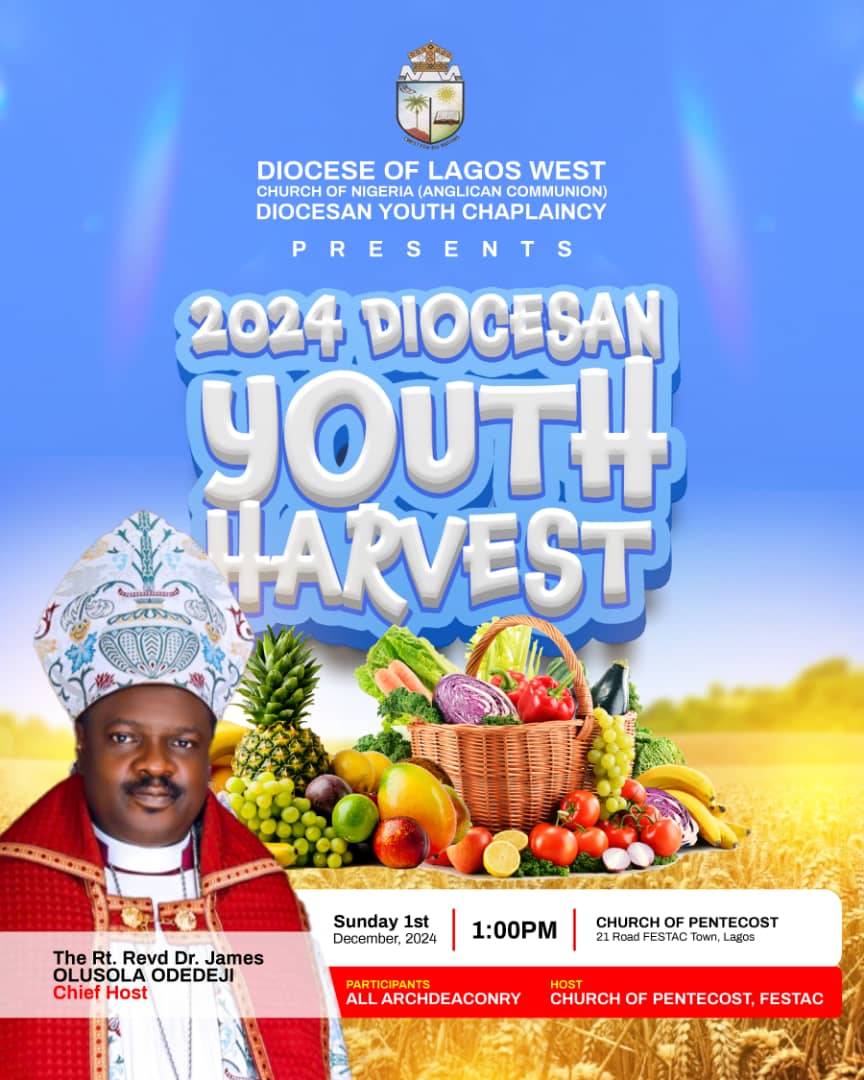 DIOCESE OF LAGOS WEST
CHURCH OF NIGERIA (ANGLICAN COMMUNION)
DIOCESAN YOUTH CHAPLAINCY
PRESENTS
2024 DIOCESAN
YOUTH
HARVEST
Sunday 1st
December, 2024
1:00PM
CHURCH OF PENTECOST
21 Road FESTAC Town, Lagos
The Rt. Revd Dr. James
OLUSOLA ODEDEJI
Chief Host
PARTICIPANTS
ALL ARCHDEACONRY
HOST
CHURCH OF PENTECOST, FESTAC